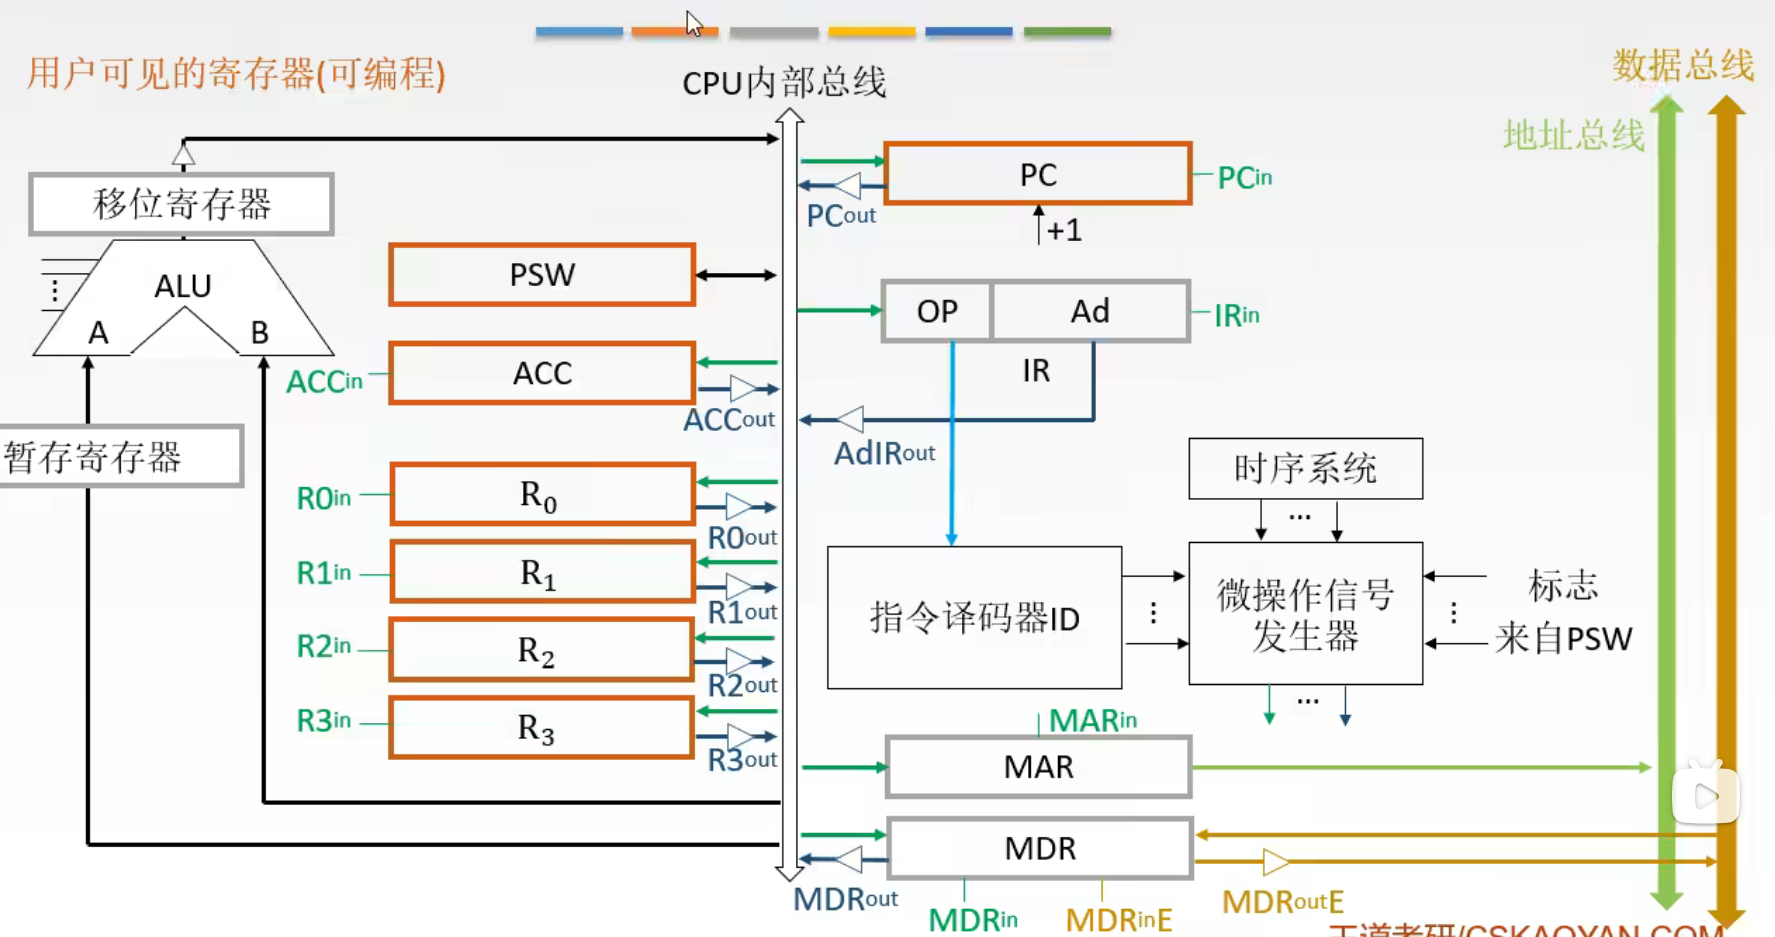 用户可见的寄存器(可编程)
CPU内部总线
数据总线
地址总线
移位寄存器
ALU
A
B
暂存寄存器
PSW
ACC
ACCin
ACCout
R0
R0in
R0out
R1
R1in
R1out
R2
R2in
R2out
R3
R3in
R3out
PC
PCin
PCout
+1
OP
Ad
IRin
IR
AdIRout
时序系统
...
指令译码器ID
微操作信号
发生器
标志
来自PSW
...
MARin
MAR
MDR
MDRout
MDRin
MDRinE
MDRoutE
王道考研/CSKAOYAN.COM